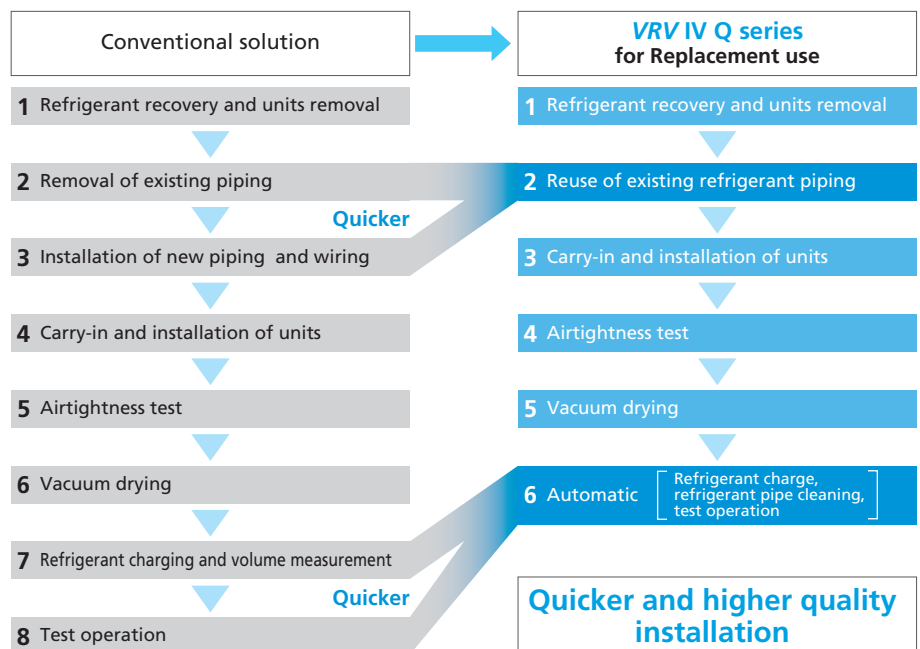 Conventional solution
VRV IV Q series
for Replacement use
1 Refrigerant recovery and units removal
2 Removal of existing piping
Quicker
3 Installation of new piping and wiring
4 Carry-in and installation of units
5 Airtightness test
6 Vacuum drying
7 Refrigerant charging and volume measurement
Quicker
8 Test operation
1 Refrigerant recovery and units removal
2 Reuse of existing refrigerant piping
3 Carry-in and installation of units
4 Airtightness test
5 Vacuum drying
6 Automatic
Refrigerant charge,
refrigerant pipe cleaning,
test operation
Quicker and higher quality
installation